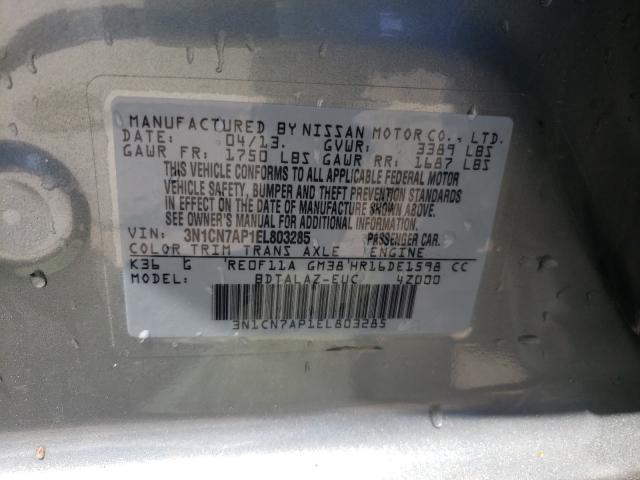 MANUFACTURED BY NISSAN MOTOR CO., LTD.
DATE: 04/13. GVWR: 3389 LBS
GAWR FR: 1750 LBS GAWR RR: 1687 LBS
THIS VEHICLE CONFORMS TO ALL APPLICABLE FEDERAL MOTOR
VEHICLE SAFETY, BUMPER AND THEFT PREVENTION STANDARDS
IN EFFECT ON THE DATE OF MANUFACTURE SHOWN ABOVE.
SEE OWNER'S MANUAL FOR ADDITIONAL INFORMATION.
VIN: 3N1CN7AP1EL803285 PASSENGER CAR.
COLOR TRIM TRANS AXLE ENGINE
K36 G RE0F11A GM38 HR16DE1598 CC
MODEL: BDTALAZ-EUC 4Z000
3N1CN7AP1EL803285